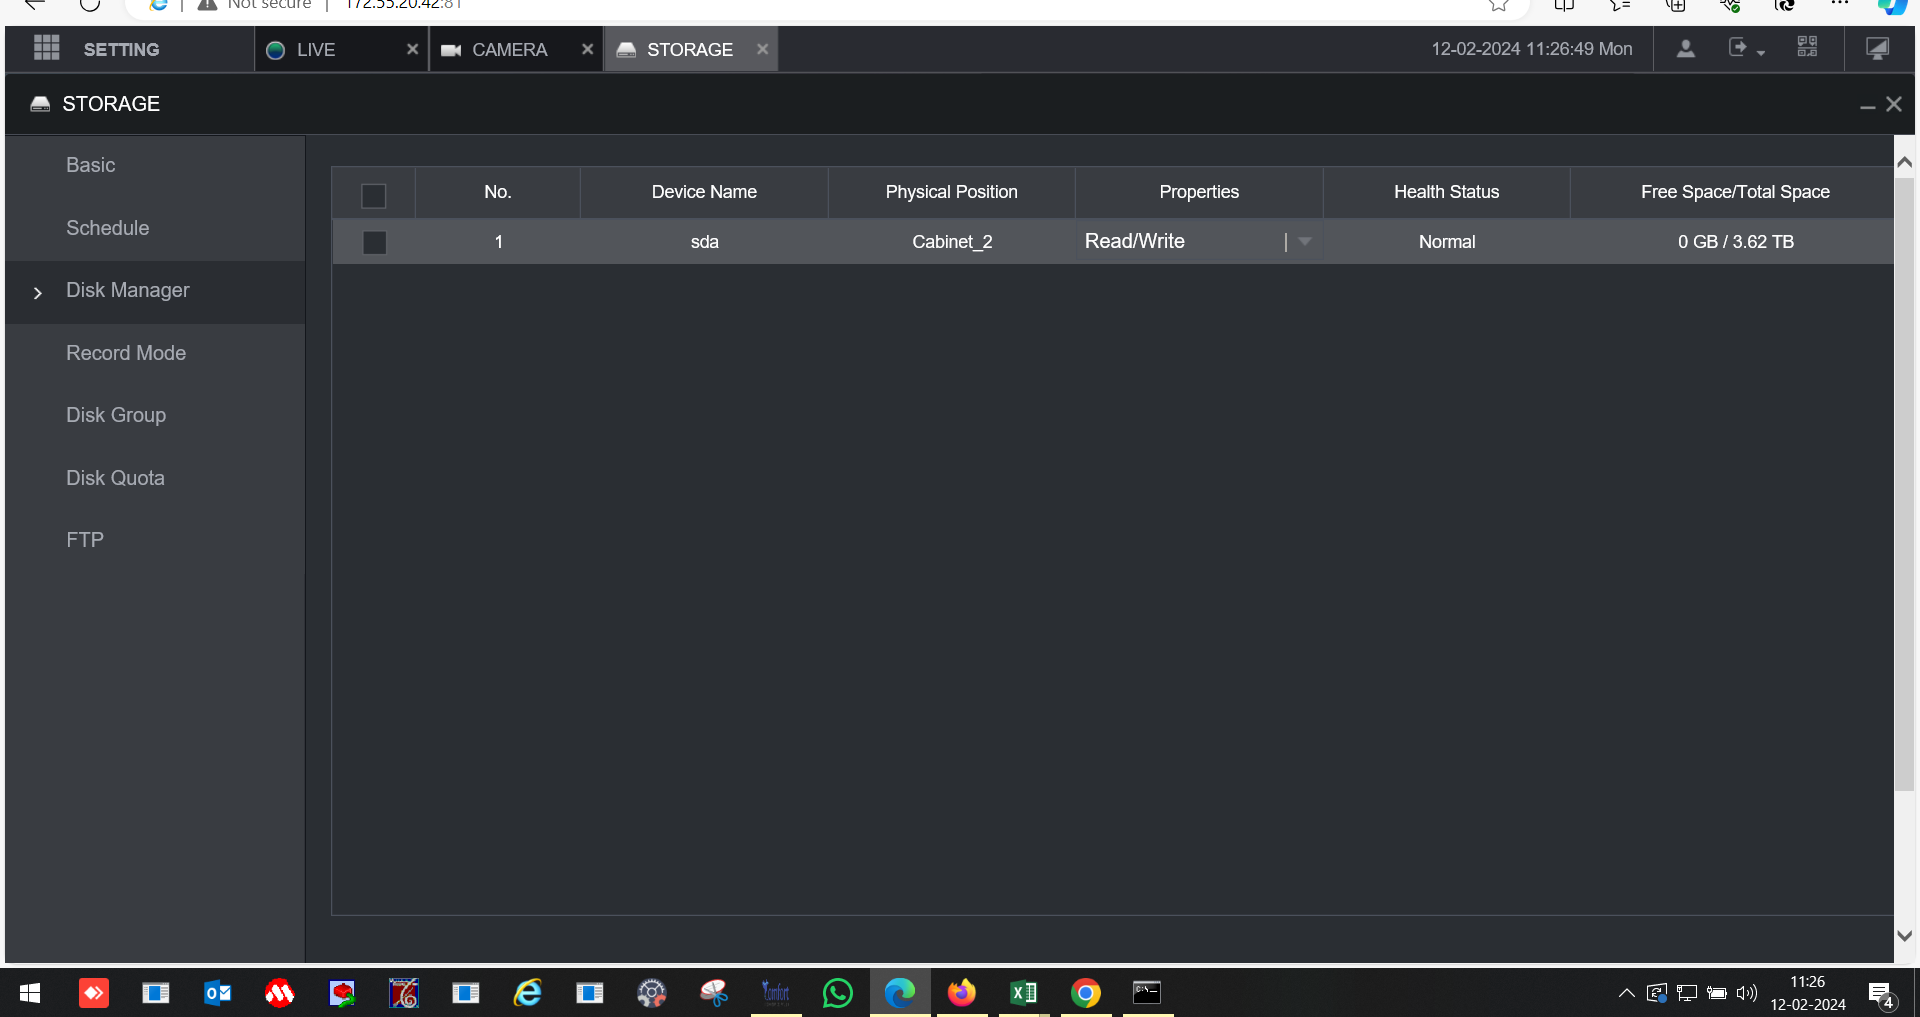 Not secure 172.55.20.42:81
SETTING LIVE CAMERA STORAGE 12-02-2024 11:26:49 Mon
STORAGE
Basic
Schedule
Disk Manager
Record Mode
Disk Group
Disk Quota
FTP
No. Device Name Physical Position Properties Health Status Free Space/Total Space
1 sda Cabinet_2 Read/Write Normal 0 GB / 3.62 TB
11:26
12-02-2024
4